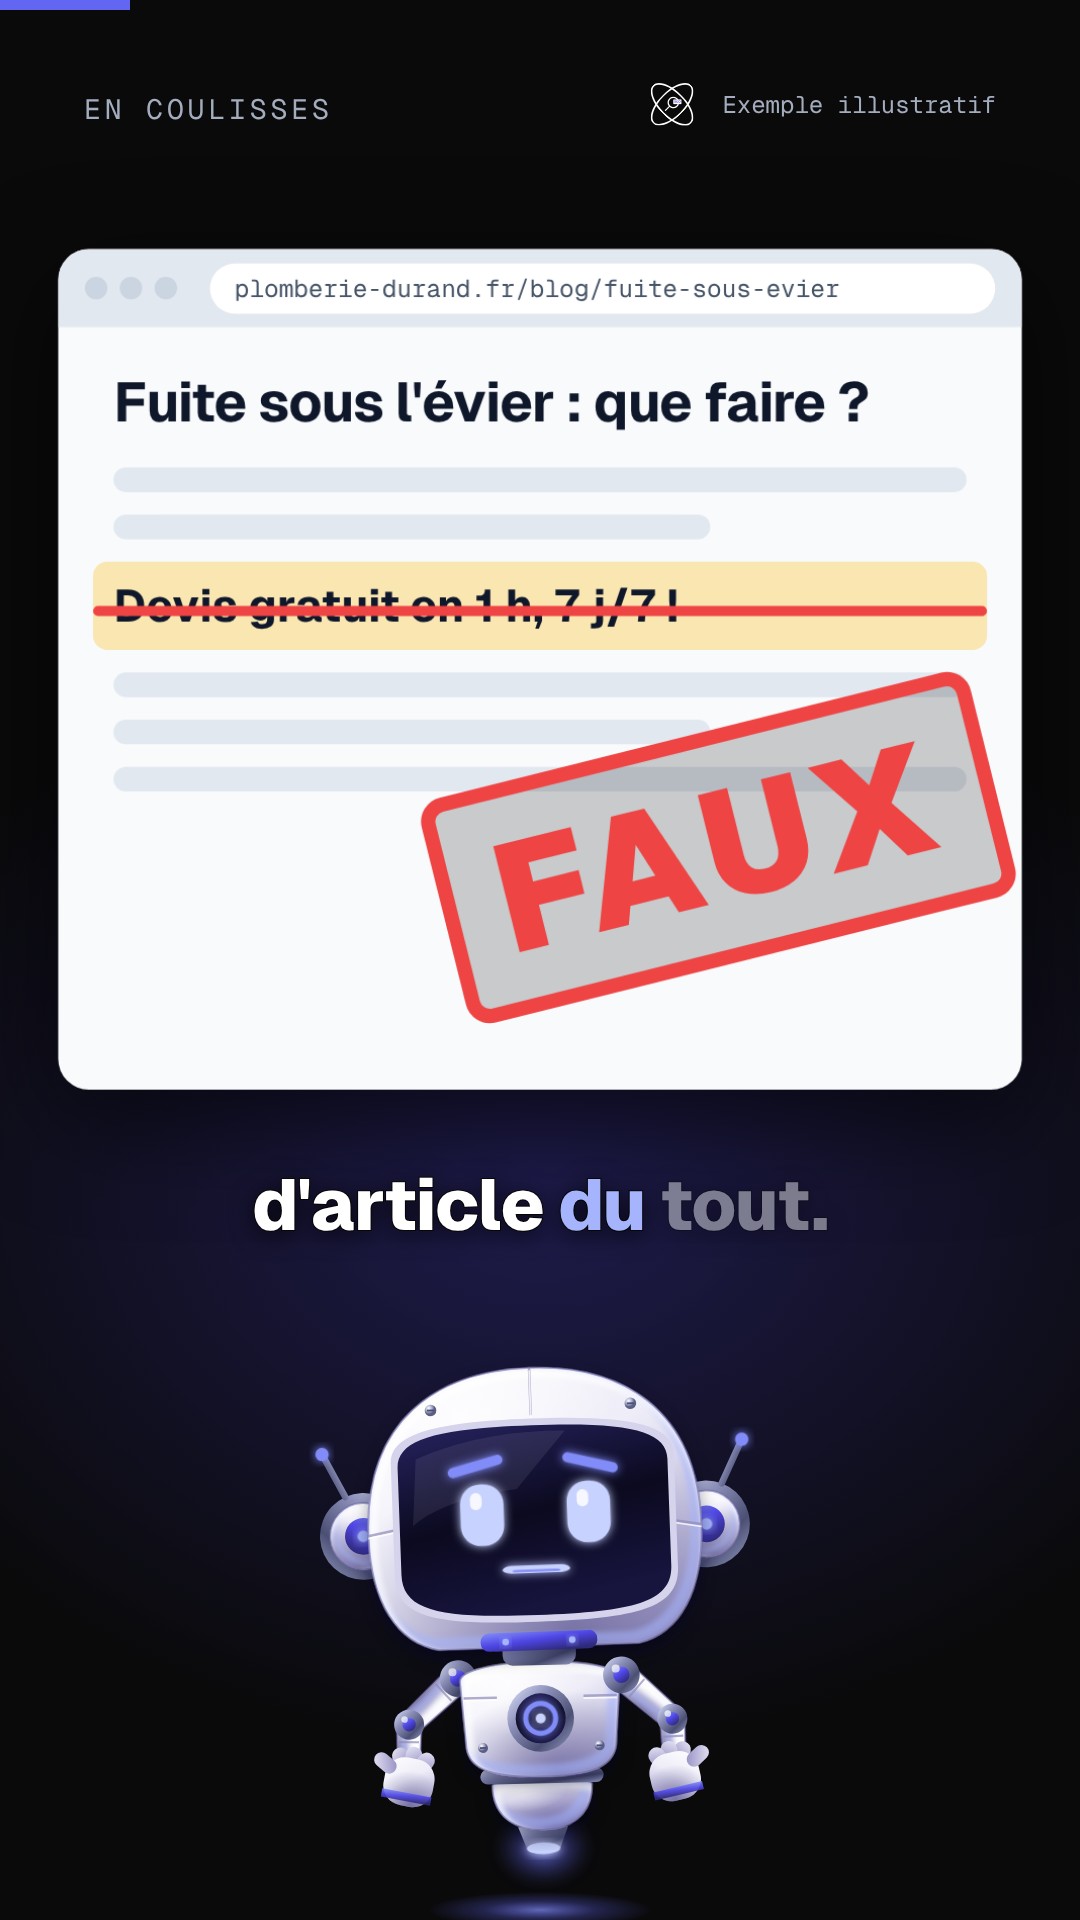 EN COULISSES
Exemple illustratif
plomberie-durand.fr/blog/fuite-sous-evier
Fuite sous l'évier : que faire ?
Devis gratuit en 1 h, 7 j/7 !
FAUX
d'article du tout.